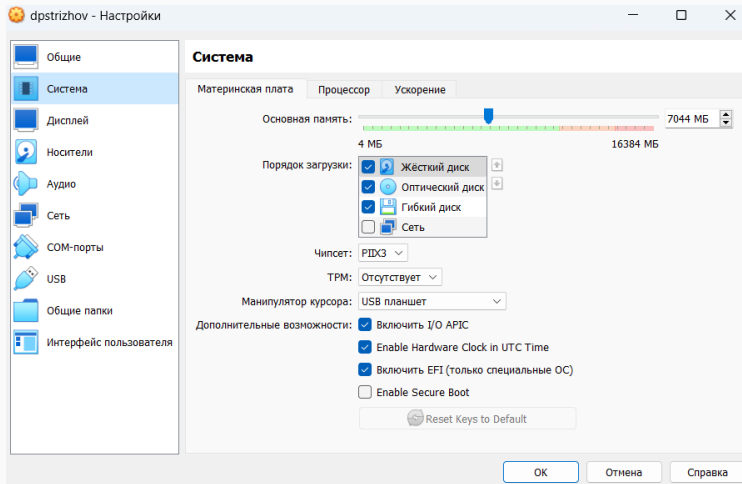 dpstrizhov - Настройки
Общие
Система
Дисплей
Носители
Аудио
Сеть
COM-порты
USB
Общие папки
Интерфейс пользователя
Система
Материнская плата Процессор Ускорение
Основная память: 7044 МБ
4 МБ 16384 МБ
Порядок загрузки: Жёсткий диск
Оптический диск
Гибкий диск
Сеть
Чипсет: PIIX3
TPM: Отсутствует
Манипулятор курсора: USB планшет
Дополнительные возможности: Включить I/O APIC
Enable Hardware Clock in UTC Time
Включить EFI (только специальные ОС)
Enable Secure Boot
Reset Keys to Default
ОК Отмена Справка